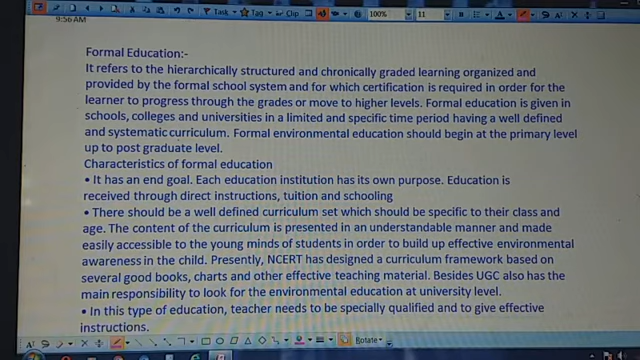 Task Tag Clip 100% 11
9:56 AM
Formal Education:-
It refers to the hierarchically structured and chronically graded learning organized and
provided by the formal school system and for which certification is required in order for the
learner to progress through the grades or move to higher levels. Formal education is given in
schools, colleges and universities in a limited and specific time period having a well defined
and systematic curriculum. Formal environmental education should begin at the primary level
up to post graduate level.
Characteristics of formal education
• It has an end goal. Each education institution has its own purpose. Education is
received through direct instructions, tuition and schooling
• There should be a well defined curriculum set which should be specific to their class and
age. The content of the curriculum is presented in an understandable manner and made
easily accessible to the young minds of students in order to build up effective environmental
awareness in the child. Presently, NCERT has designed a curriculum framework based on
several good books, charts and other effective teaching material. Besides UGC also has the
main responsibility to look for the environmental education at university level.
• In this type of education, teacher needs to be specially qualified and to give effective
instructions.
Rotate